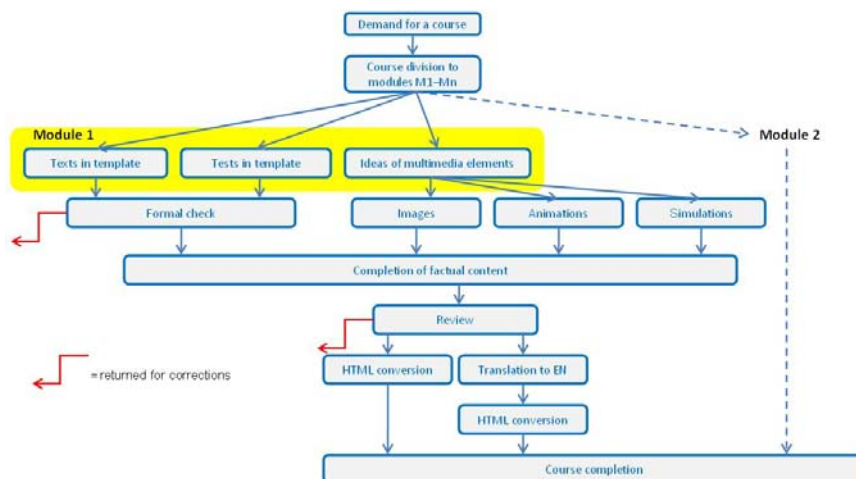 Demand for a course
Course division to
modules M1–Mn
Module 1
Module 2
Texts in template
Tests in template
Ideas of multimedia elements
Formal check
Images
Animations
Simulations
Completion of factual content
Review
HTML conversion
Translation to EN
=returned for corrections
HTML conversion
Course completion